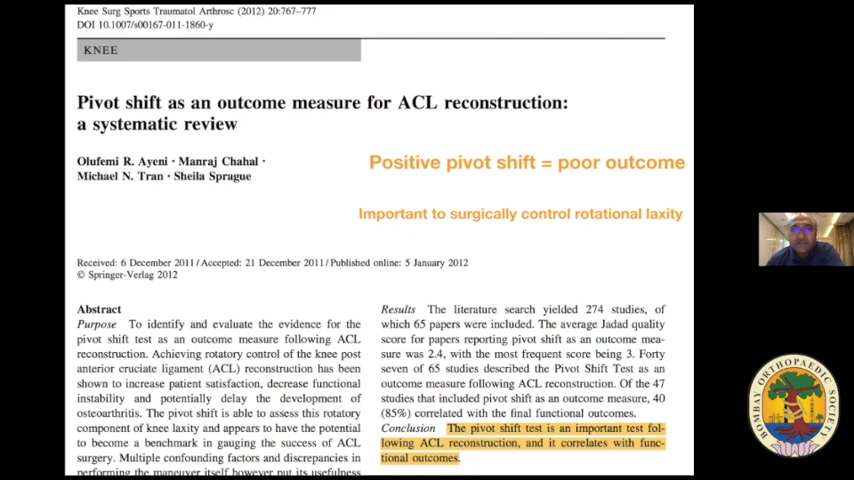 Knee Surg Sports Traumatol Arthrosc (2012) 20:767–777
DOI 10.1007/s00167-011-1860-y
KNEE
Pivot shift as an outcome measure for ACL reconstruction:
a systematic review
Olufemi R. Ayeni · Manraj Chahal ·
Michael N. Tran · Sheila Sprague
Positive pivot shift = poor outcome
Important to surgically control rotational laxity
Received: 6 December 2011 / Accepted: 21 December 2011 / Published online: 5 January 2012
© Springer-Verlag 2012
Abstract
Purpose To identify and evaluate the evidence for the
pivot shift test as an outcome measure following ACL
reconstruction. Achieving rotatory control of the knee post
anterior cruciate ligament (ACL) reconstruction has been
shown to increase patient satisfaction, decrease functional
instability and potentially delay the development of
osteoarthritis. The pivot shift is able to assess this rotatory
component of knee laxity and appears to have the potential
to become a benchmark in gauging the success of ACL
surgery. Multiple confounding factors and discrepancies in
performing the maneuver itself however put its usefulness
Results The literature search yielded 274 studies, of
which 65 papers were included. The average Jadad quality
score for papers reporting pivot shift as an outcome mea-
sure was 2.4, with the most frequent score being 3. Forty
seven of 65 studies described the Pivot Shift Test as an
outcome measure following ACL reconstruction. Of the 47
studies that included pivot shift as an outcome measure, 40
(85%) correlated with the final functional outcomes.
Conclusion The pivot shift test is an important test fol-
lowing ACL reconstruction, and it correlates with func-
tional outcomes.
BOMBAY ORTHOPAEDIC SOCIETY